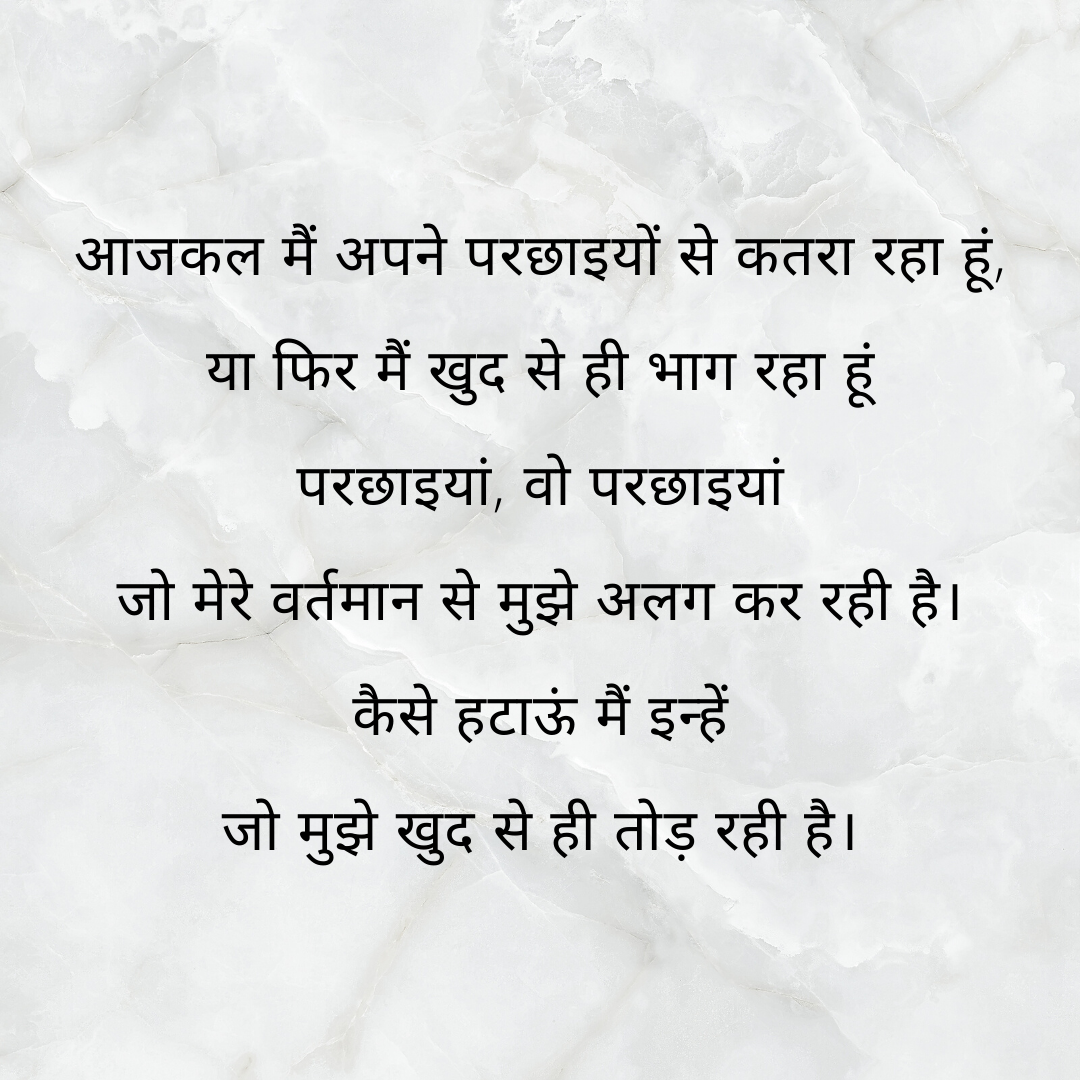 आजकल मैं अपने परछाइयों से कतरा रहा हूं,
या फिर मैं खुद से ही भाग रहा हूं
परछाइयां, वो परछाइयां
जो मेरे वर्तमान से मुझे अलग कर रही है।
कैसे हटाऊं मैं इन्हें
जो मुझे खुद से ही तोड़ रही है।